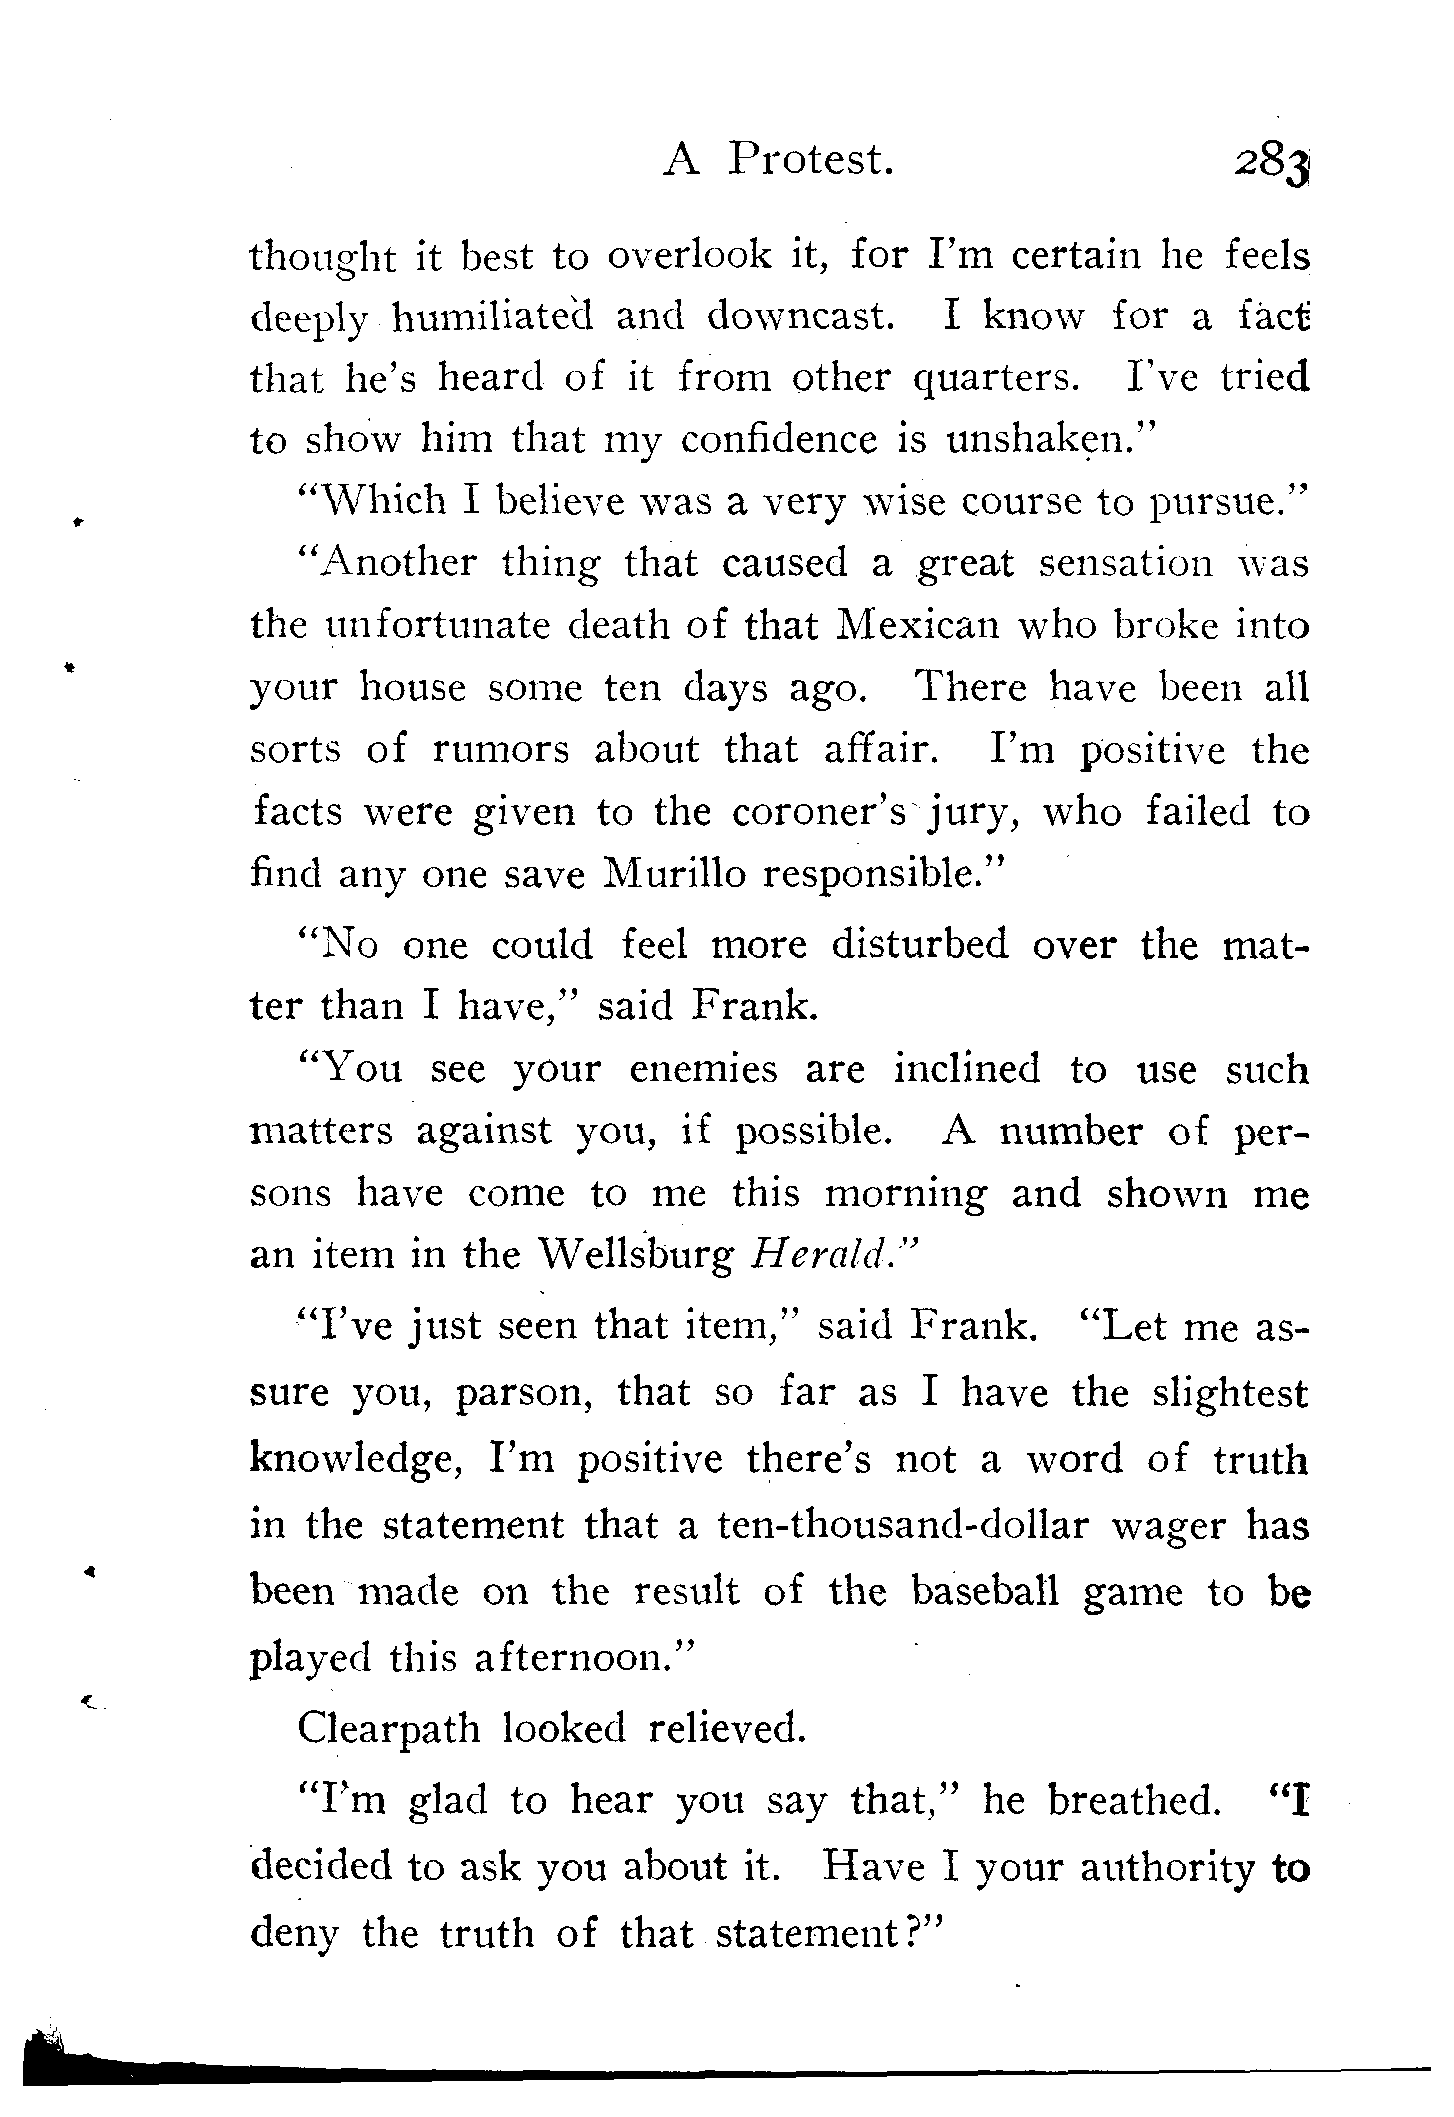 A Protest. 283
thought it best to overlook it, for I'm certain he feels
deeply humiliated and downcast. I know for a fact
that he's heard of it from other quarters. I've tried
to show him that my confidence is unshaken."
"Which I believe was a very wise course to pursue."
"Another thing that caused a great sensation was
the unfortunate death of that Mexican who broke into
your house some ten days ago. There have been all
sorts of rumors about that affair. I'm positive the
facts were given to the coroner's jury, who failed to
find any one save Murillo responsible."
"No one could feel more disturbed over the mat-
ter than I have," said Frank.
"You see your enemies are inclined to use such
matters against you, if possible. A number of per-
sons have come to me this morning and shown me
an item in the Wellsburg Herald."
"I've just seen that item," said Frank. "Let me as-
sure you, parson, that so far as I have the slightest
knowledge, I'm positive there's not a word of truth
in the statement that a ten-thousand-dollar wager has
been made on the result of the baseball game to be
played this afternoon."
Clearpath looked relieved.
"I'm glad to hear you say that," he breathed. "I
decided to ask you about it. Have I your authority to
deny the truth of that statement?"